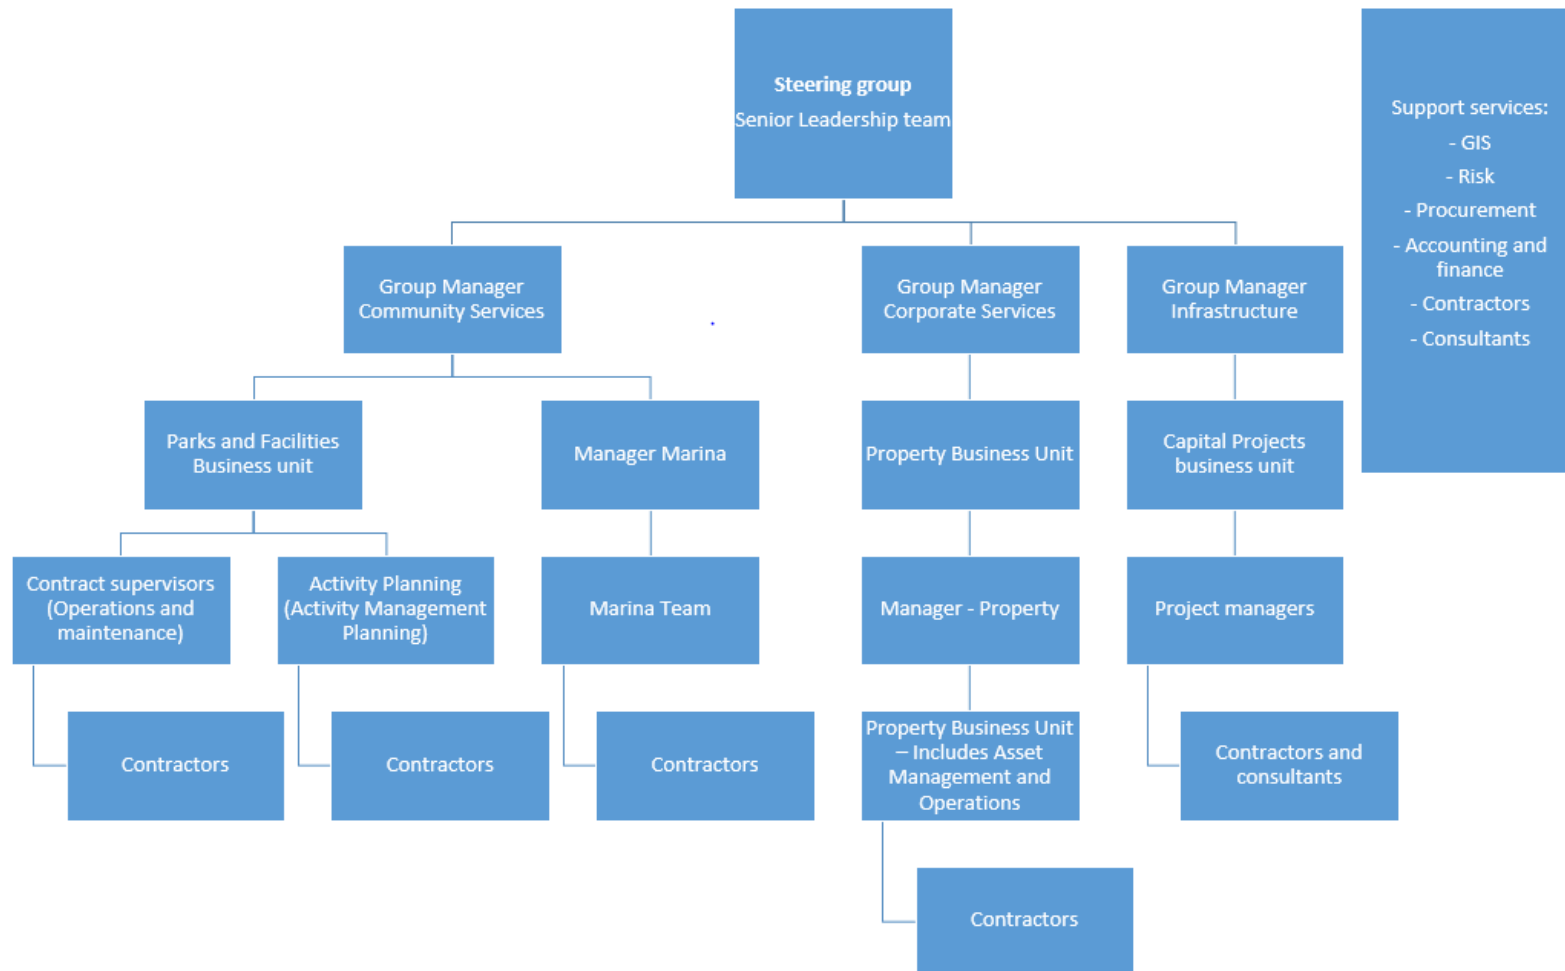 Steering group
Senior Leadership team
Support services:
- GIS
- Risk
- Procurement
- Accounting and
finance
- Contractors
- Consultants
Group Manager
Community Services
Group Manager
Corporate Services
Group Manager
Infrastructure
Parks and Facilities
Business unit
Manager Marina
Property Business Unit
Capital Projects
business unit
Contract supervisors
(Operations and
maintenance)
Activity Planning
(Activity Management
Planning)
Marina Team
Manager - Property
Project managers
Contractors
Contractors
Contractors
Property Business Unit
– Includes Asset
Management and
Operations
Contractors and
consultants
Contractors